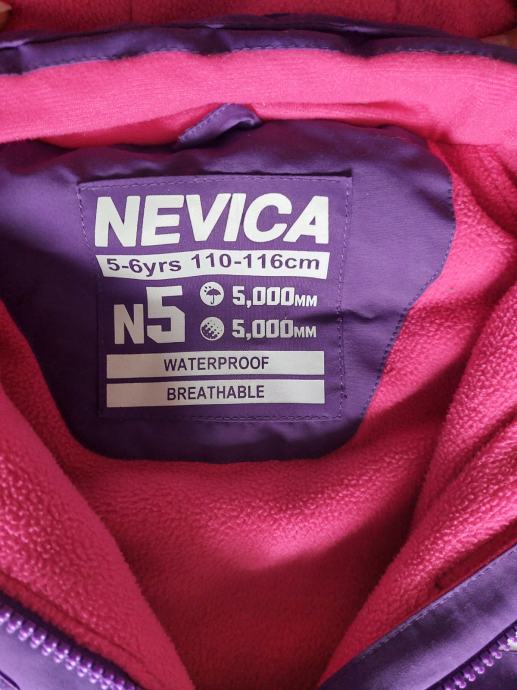 NEVICA
5-6yrs 110-116cm
N5
5,000MM
5,000MM
WATERPROOF
BREATHABLE